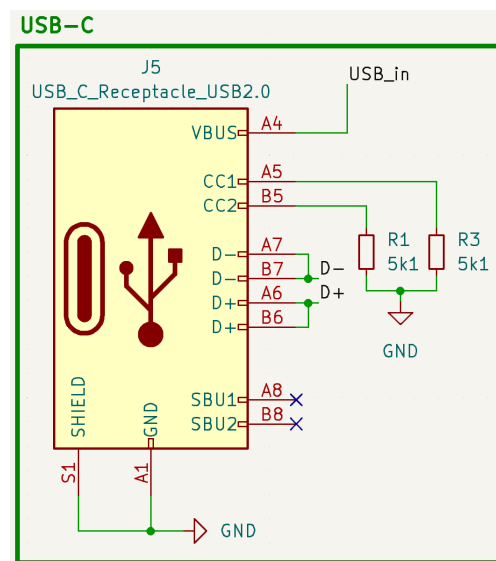 USB-C
J5
USB_C_Receptacle_USB2.0
USB_in
VBUS A4
CC1 A5
CC2 B5
R1 R3
5k1 5k1
D- A7
D- B7 D-
D+ A6 D+
D+ B6
GND
SBU1 A8
SBU2 B8
SHIELD GND
S1 A1
GND